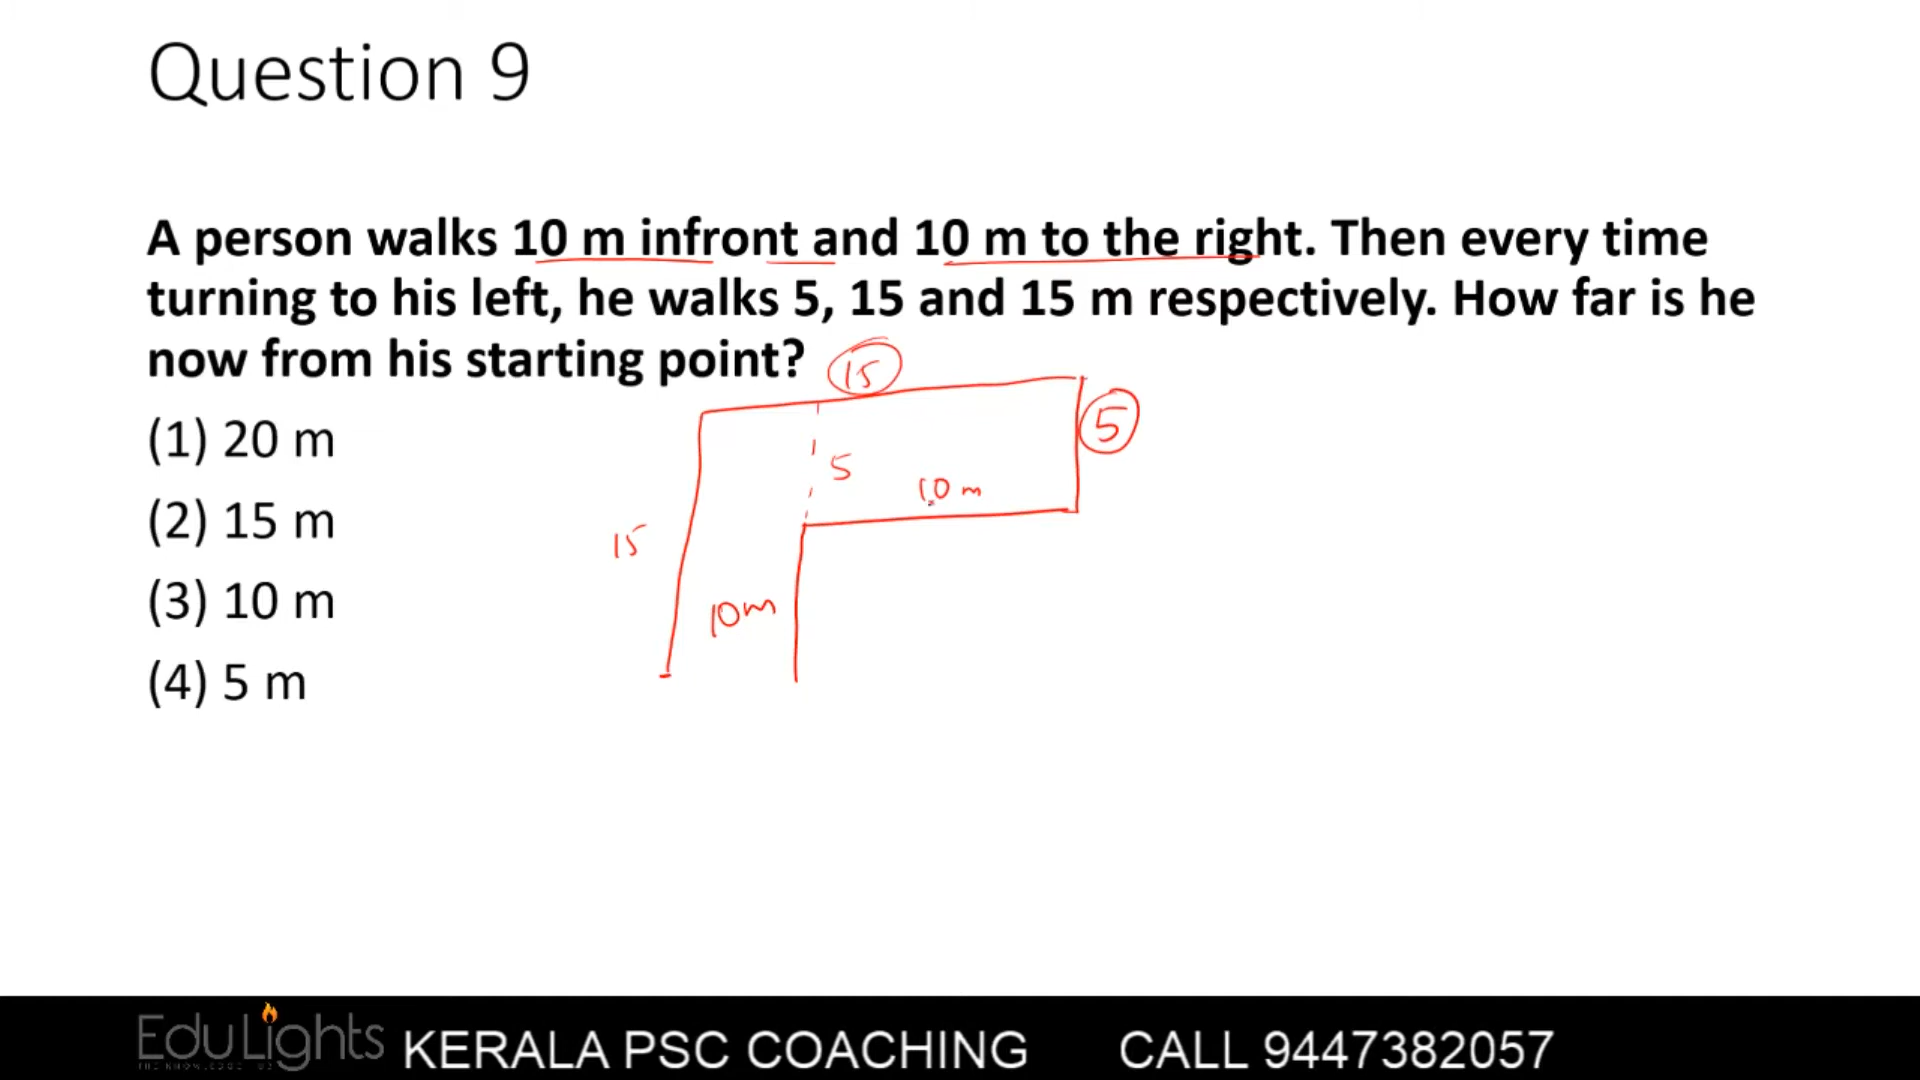 Question 9
A person walks 10 m infront and 10 m to the right. Then every time
turning to his left, he walks 5, 15 and 15 m respectively. How far is he
now from his starting point?
15
5
(1) 20 m
5
10 m
(2) 15 m
15
(3) 10 m
10m
(4) 5 m
EduLights
KERALA PSC COACHING CALL 9447382057